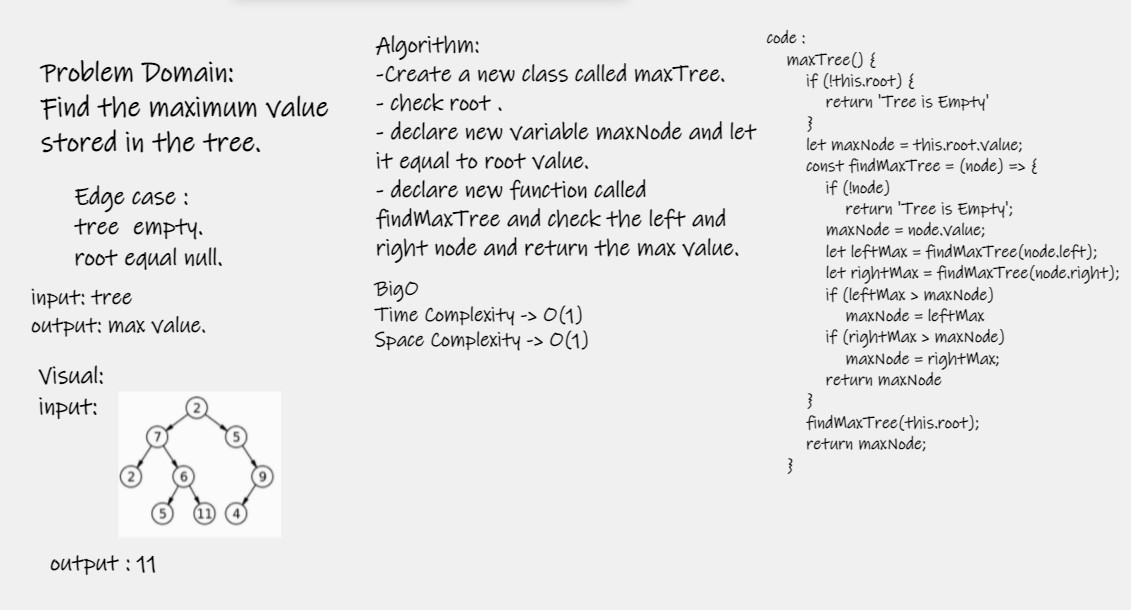 Problem Domain:
Find the maximum value
stored in the tree.
Edge case :
tree empty.
root equal null.
input: tree
output: max value.
Visual:
input:
2
7
5
2
6
9
5
11
4
output : 11
Algorithm:
-Create a new class called maxTree.
- check root .
- declare new variable maxNode and let
it equal to root value.
- declare new function called
findMaxTree and check the left and
right node and return the max value.
BigO
Time Complexity -> O(1)
Space Complexity -> O(1)
code :
maxTree() {
if (!this.root) {
return 'Tree is Empty'
}
let maxNode = this.root.value;
const findMaxTree = (node) => {
if (!node)
return 'Tree is Empty';
maxNode = node.value;
let leftMax = findMaxTree(node.left);
let rightMax = findMaxTree(node.right);
if (leftMax > maxNode)
maxNode = leftMax
if (rightMax > maxNode)
maxNode = rightMax;
return maxNode
}
findMaxTree(this.root);
return maxNode;
}